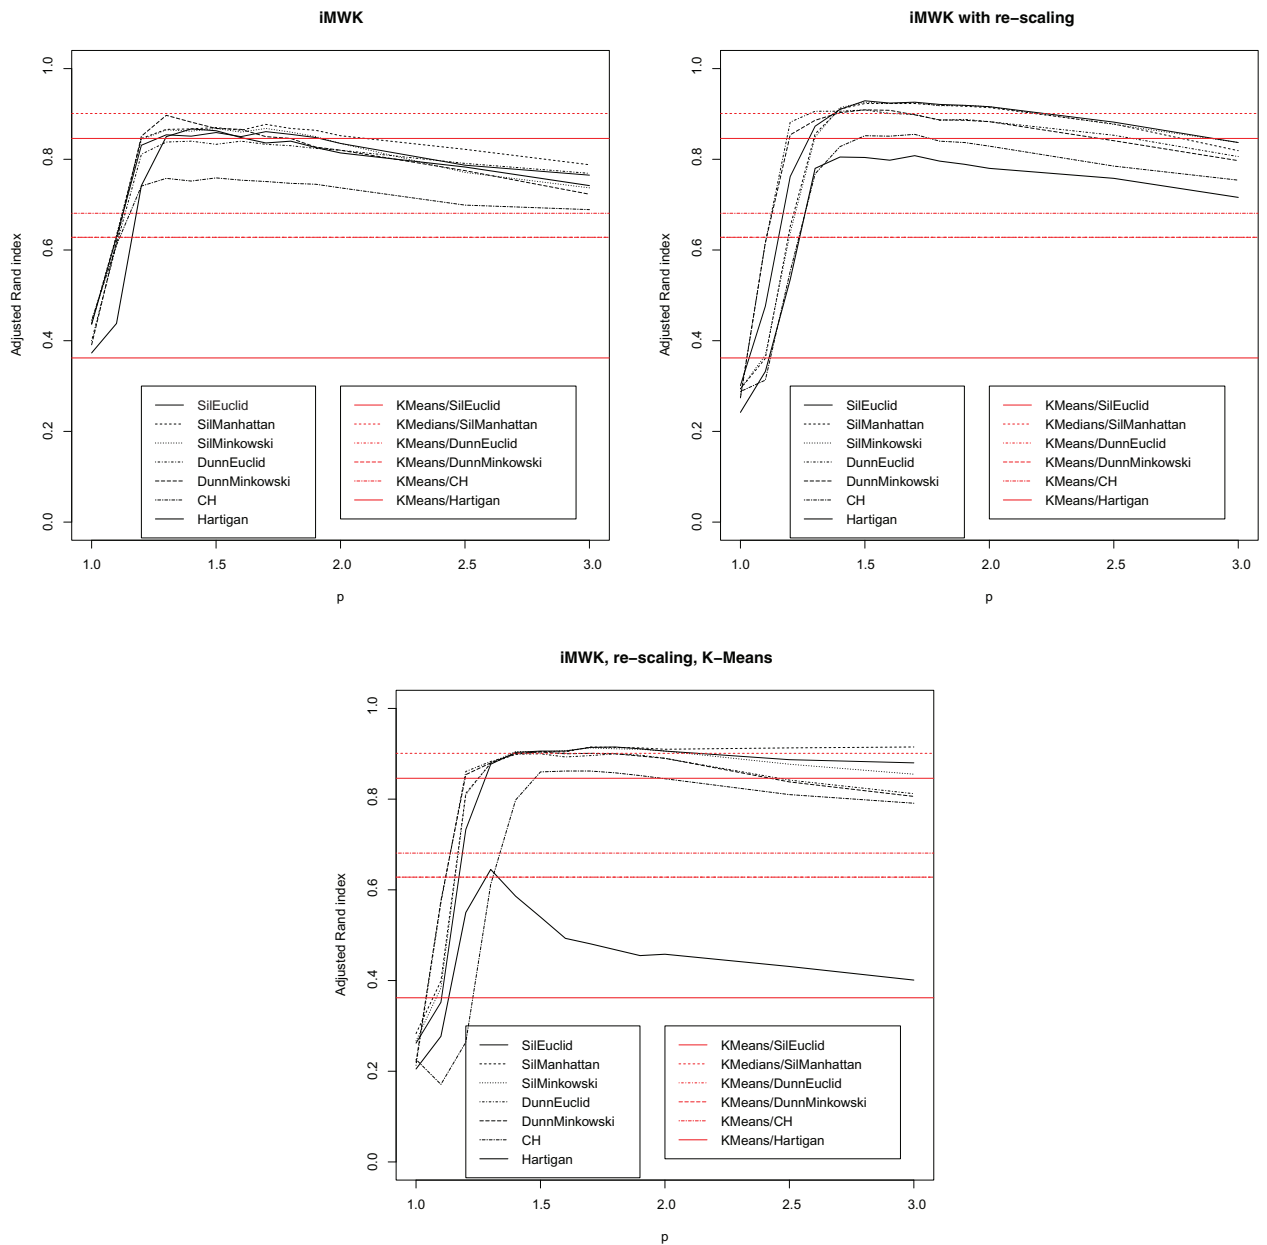 iMWK
Adjusted Rand index
0.0 0.2 0.4 0.6 0.8 1.0
SilEuclid
SilManhattan
SilMinkowski
DunnEuclid
DunnMinkowski
CH
Hartigan
KMeans/SilEuclid
KMedians/SilManhattan
KMeans/DunnEuclid
KMeans/DunnMinkowski
KMeans/CH
KMeans/Hartigan
1.0 1.5 2.0 2.5 3.0
p
iMWK with re−scaling
Adjusted Rand index
0.0 0.2 0.4 0.6 0.8 1.0
SilEuclid
SilManhattan
SilMinkowski
DunnEuclid
DunnMinkowski
CH
Hartigan
KMeans/SilEuclid
KMedians/SilManhattan
KMeans/DunnEuclid
KMeans/DunnMinkowski
KMeans/CH
KMeans/Hartigan
1.0 1.5 2.0 2.5 3.0
p
iMWK, re−scaling, K−Means
Adjusted Rand index
0.0 0.2 0.4 0.6 0.8 1.0
SilEuclid
SilManhattan
SilMinkowski
DunnEuclid
DunnMinkowski
CH
Hartigan
KMeans/SilEuclid
KMedians/SilManhattan
KMeans/DunnEuclid
KMeans/DunnMinkowski
KMeans/CH
KMeans/Hartigan
1.0 1.5 2.0 2.5 3.0
p